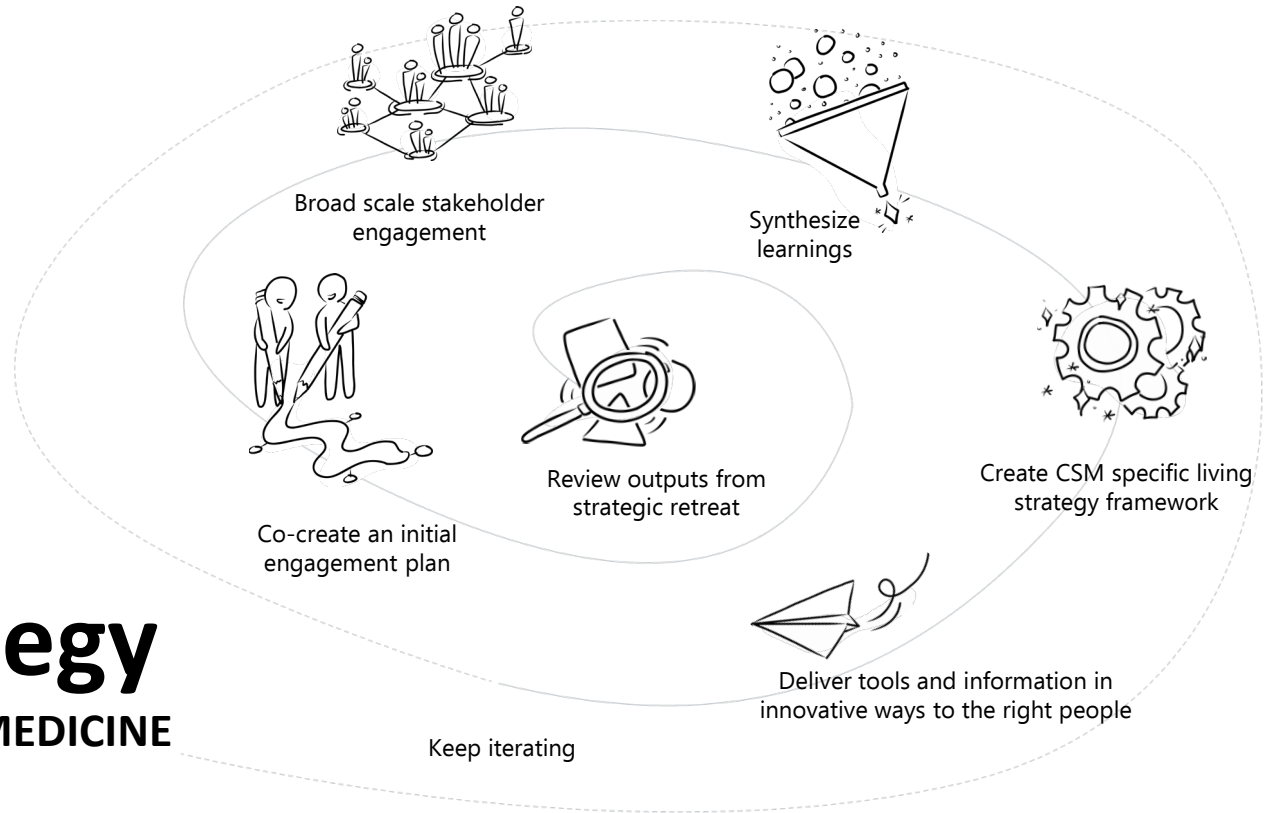 Broad scale stakeholder
engagement
Synthesize
learnings
Create CSM specific living
strategy framework
Review outputs from
strategic retreat
Co-create an initial
engagement plan
Deliver tools and information in
innovative ways to the right people
Keep iterating
egy
MEDICINE